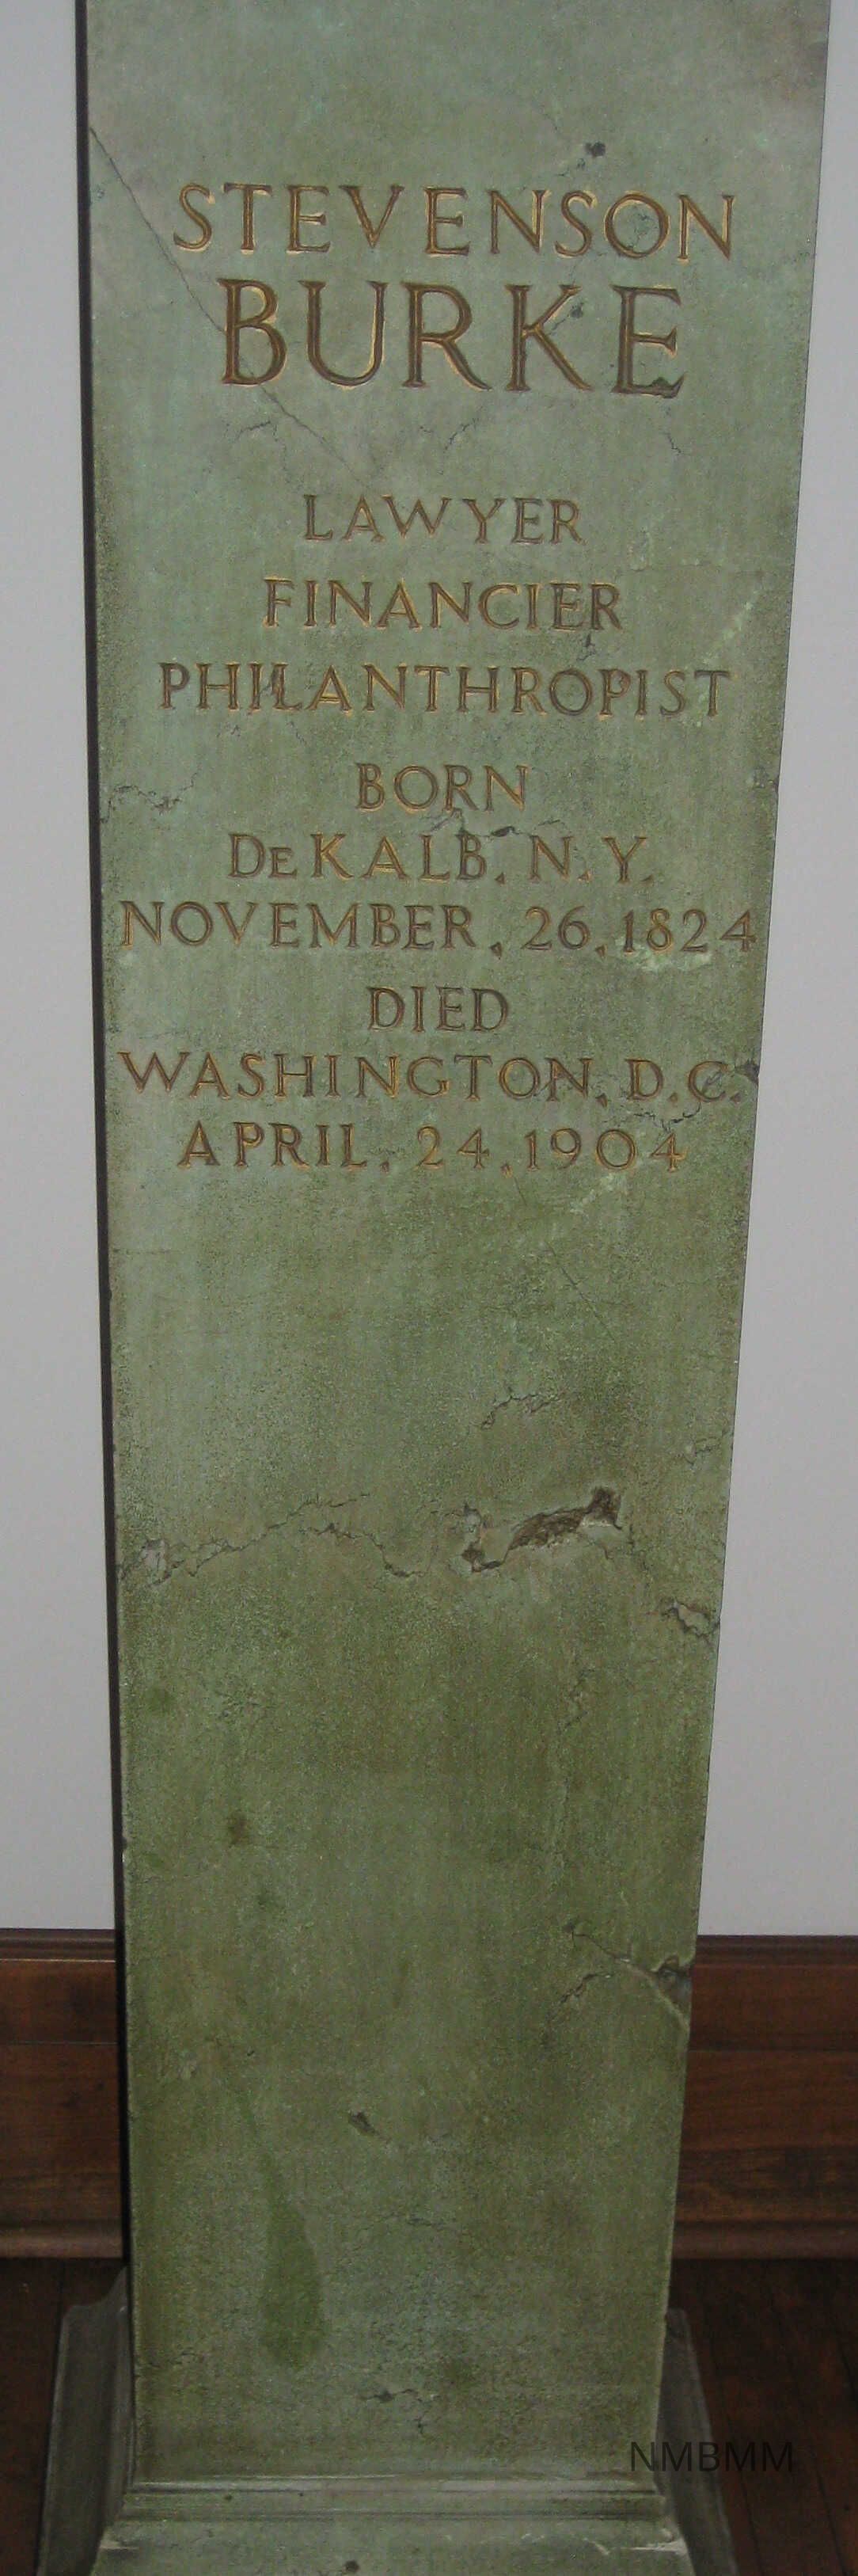 STEVENSON
BURKE
LAWYER
FINANCIER
PHILANTHROPIST
BORN
DeKALB. N.Y.
NOVEMBER, 26, 1824
DIED
WASHINGTON, D.C.
APRIL, 24, 1904
NMBMM